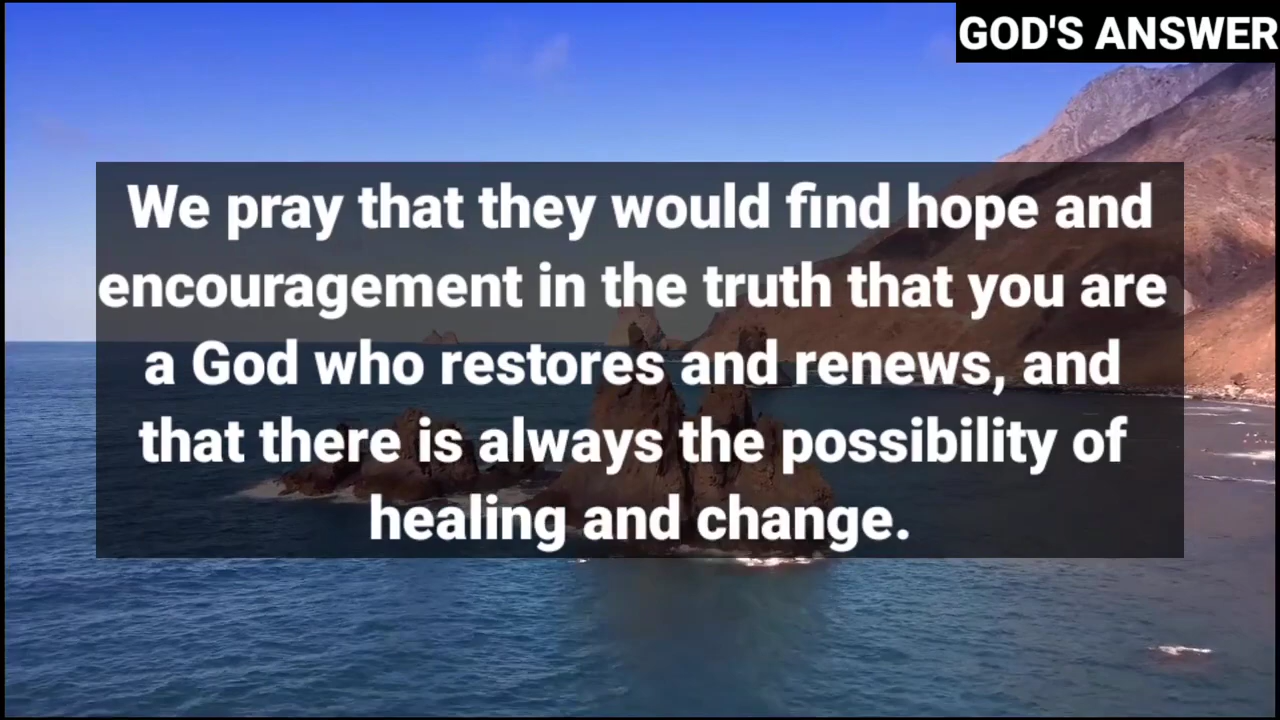 GOD'S ANSWER
We pray that they would find hope and
encouragement in the truth that you are
a God who restores and renews, and
that there is always the possibility of
healing and change.